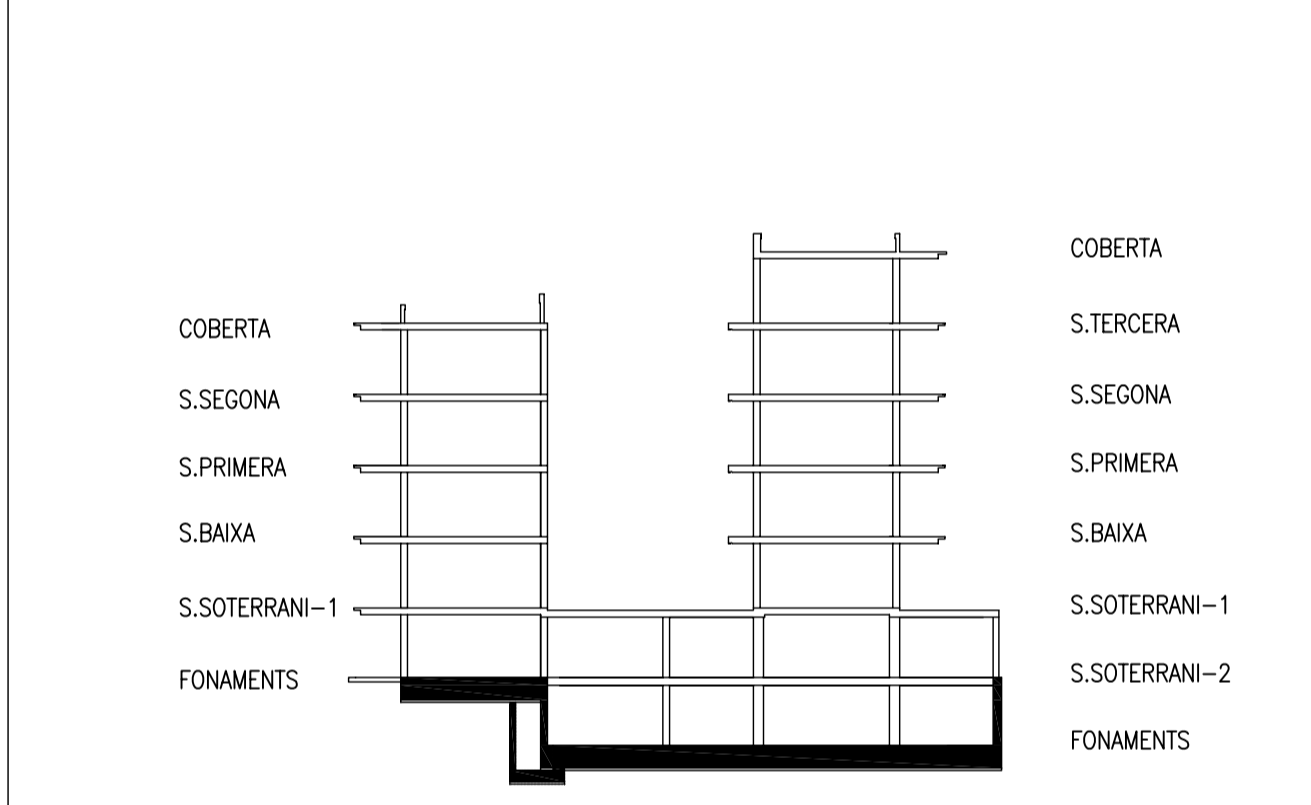 COBERTA
S.SEGONA
S.PRIMERA
S.BAIXA
S.SOTERRANI-1
FONAMENTS
COBERTA
S.TERCERA
S.SEGONA
S.PRIMERA
S.BAIXA
S.SOTERRANI-1
S.SOTERRANI-2
FONAMENTS